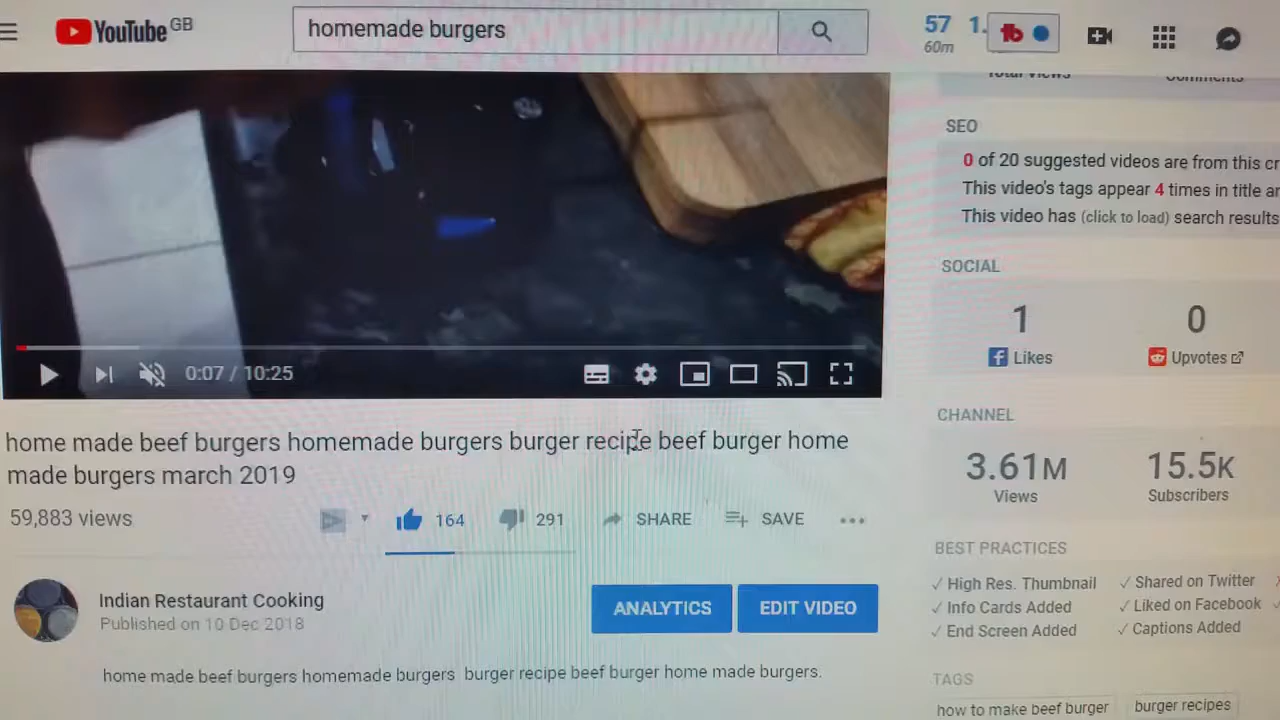 YouTube GB
homemade burgers
57
60m
1.
Total Views
Comments
SEO
0 of 20 suggested videos are from this
This video's tags appear 4 times in title
This video has (click to load) search results
SOCIAL
1
Likes
0
Upvotes
CHANNEL
3.61M
Views
15.5K
Subscribers
BEST PRACTICES
✓ High Res. Thumbnail
✓ Shared on Twitter
✓ Info Cards Added
✓ Liked on Facebook
✓ End Screen Added
✓ Captions Added
TAGS
how to make beef burger
burger recipes
0:07 / 10:25
home made beef burgers homemade burgers burger recipe beef burger home
made burgers march 2019
59,883 views
164
291
SHARE
SAVE
Indian Restaurant Cooking
Published on 10 Dec 2018
ANALYTICS
EDIT VIDEO
home made beef burgers homemade burgers burger recipe beef burger home made burgers.